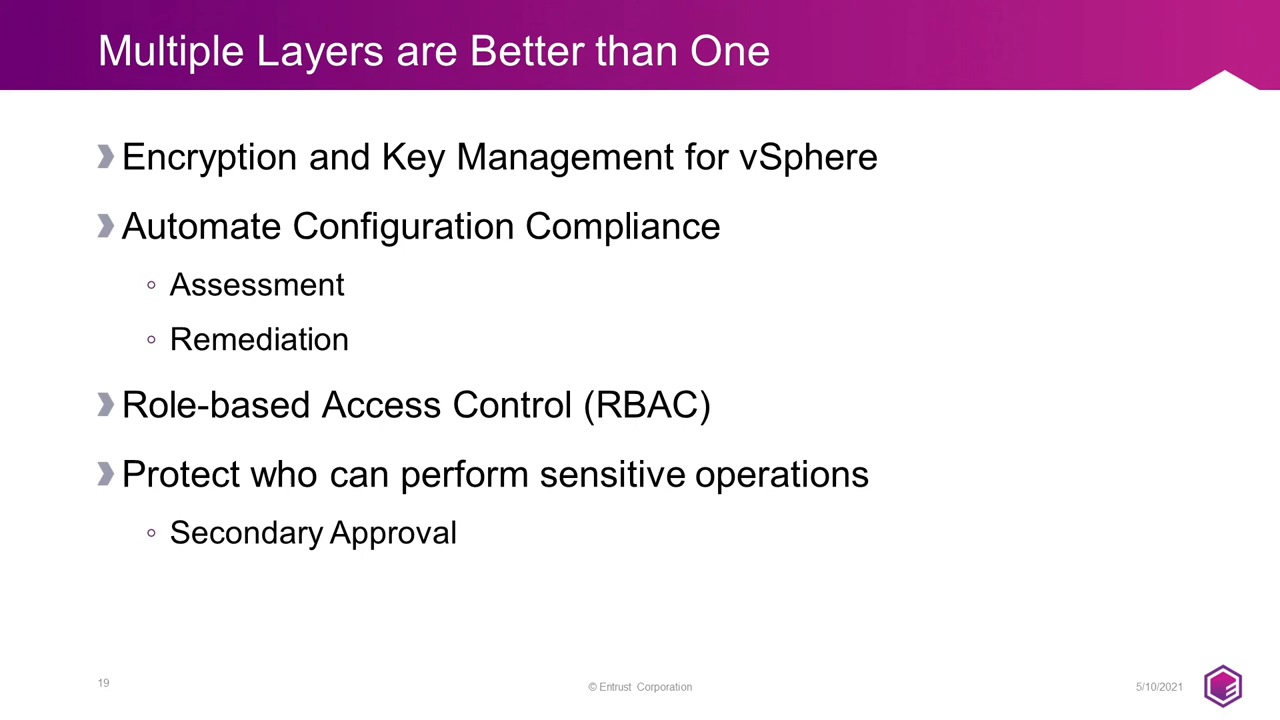 Multiple Layers are Better than One
Encryption and Key Management for vSphere
Automate Configuration Compliance
Assessment
Remediation
Role-based Access Control (RBAC)
Protect who can perform sensitive operations
Secondary Approval
19
© Entrust Corporation
5/10/2021